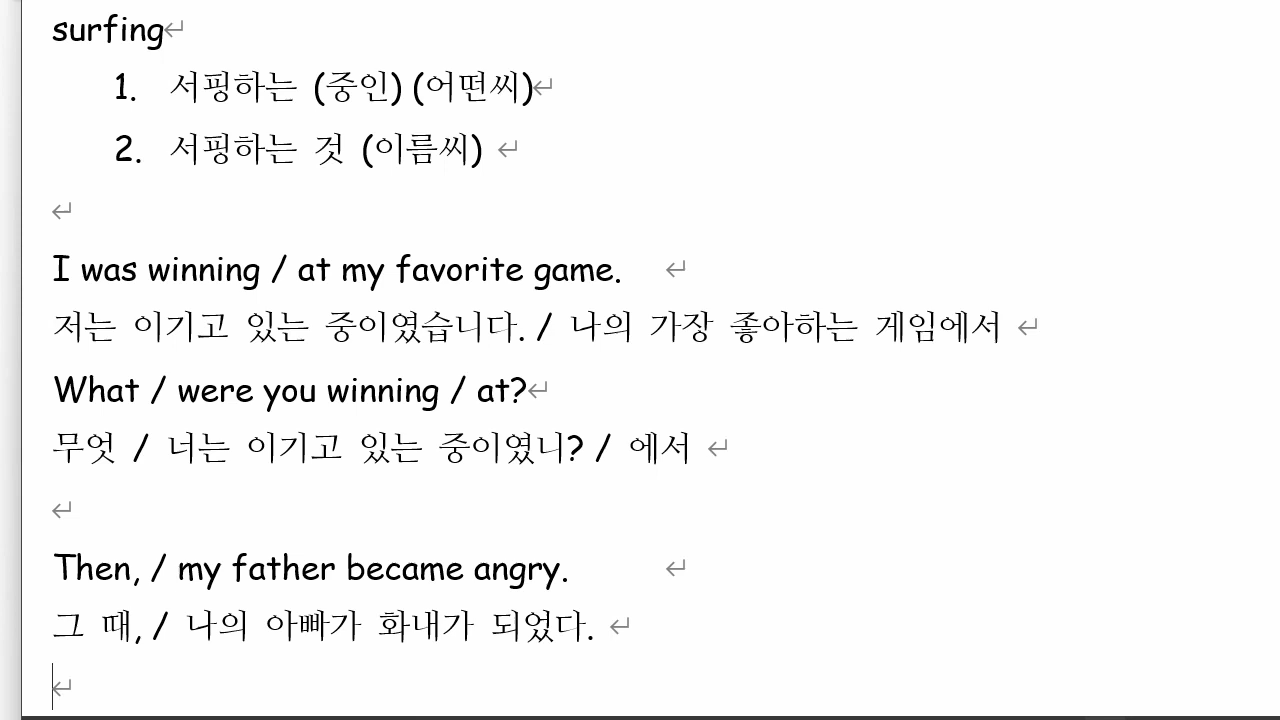 surfing
1. 서핑하는 (중인) (어떤씨)
2. 서핑하는 것 (이름씨)
I was winning / at my favorite game.
저는 이기고 있는 중이였습니다. / 나의 가장 좋아하는 게임에서
What / were you winning / at?
무엇 / 너는 이기고 있는 중이였니? / 에서
Then, / my father became angry.
그 때, / 나의 아빠가 화내가 되었다.